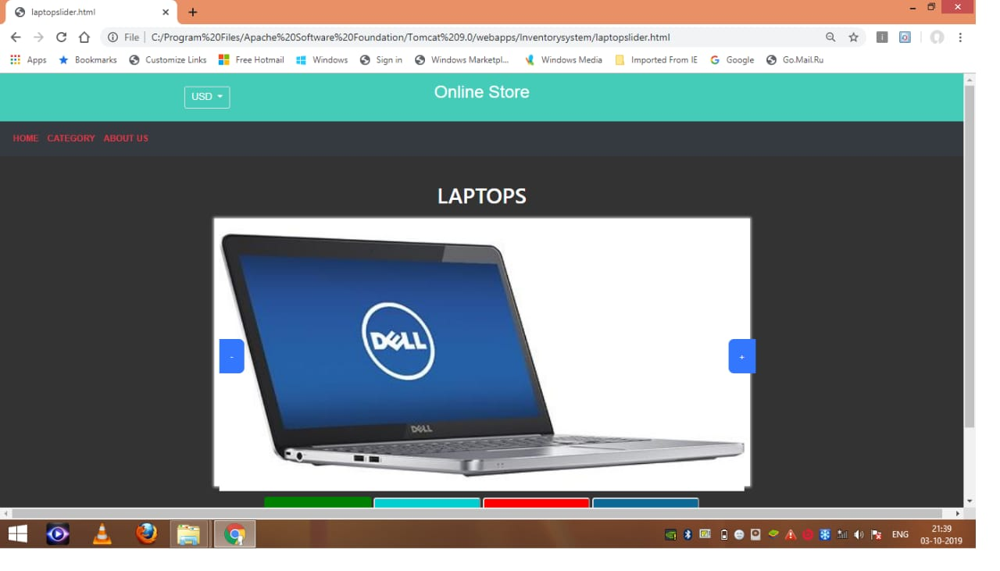 laptopslider.html
File | C:/Program%20Files/Apache%20Software%20Foundation/Tomcat%209.0/webapps/Inventorysystem/laptopslider.html
Apps Bookmarks Customize Links Free Hotmail Windows Sign in Windows Marketpl... Windows Media Imported From IE Google Go.Mail.Ru
USD Online Store
HOME CATEGORY ABOUT US
LAPTOPS
DELL
- +
DELL
ENG 21:39
03-10-2019